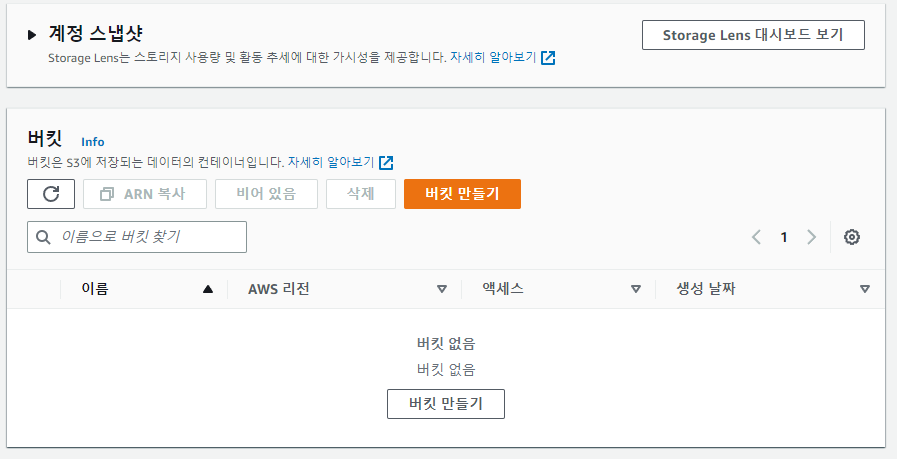 계정 스냅샷
Storage Lens 대시보드 보기
Storage Lens는 스토리지 사용량 및 활동 추세에 대한 가시성을 제공합니다. 자세히 알아보기
버킷 Info
버킷은 S3에 저장되는 데이터의 컨테이너입니다. 자세히 알아보기
ARN 복사 비어 있음 삭제 버킷 만들기
이름으로 버킷 찾기 1
이름 AWS 리전 액세스 생성 날짜
버킷 없음
버킷 없음
버킷 만들기